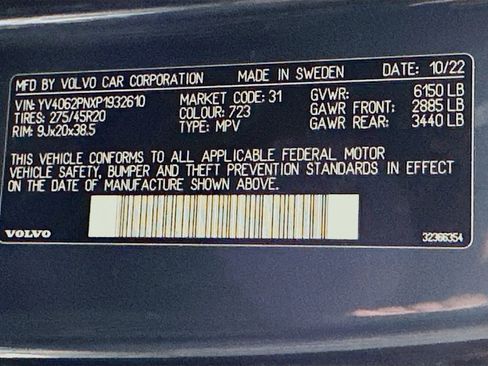 MFD BY VOLVO CAR CORPORATION MADE IN SWEDEN DATE: 10/22
VIN: YV4062PNXP1932610 MARKET CODE: 31 GVWR: 6150 LB
TIRES: 275/45R20 COLOUR: 723 GAWR FRONT: 2885 LB
RIM: 9Jx20x38.5 TYPE: MPV GAWR REAR: 3440 LB
THIS VEHICLE CONFORMS TO ALL APPLICABLE FEDERAL MOTOR
VEHICLE SAFETY, BUMPER AND THEFT PREVENTION STANDARDS IN EFFECT
ON THE DATE OF MANUFACTURE SHOWN ABOVE.
VOLVO 32366354